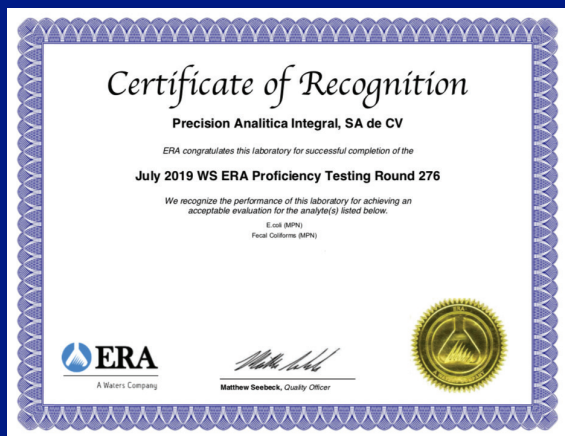 Certificate of Recognition
Precision Analitica Integral, SA de CV
ERA congratulates this laboratory for successful completion of the
July 2019 WS ERA Proficiency Testing Round 276
We recognize the performance of this laboratory for achieving an
acceptable evaluation for the analyte(s) listed below.
E.coli (MPN)
Fecal Coliforms (MPN)
ERA
A Waters Company
Matthew Seebeck, Quality Officer
ERA